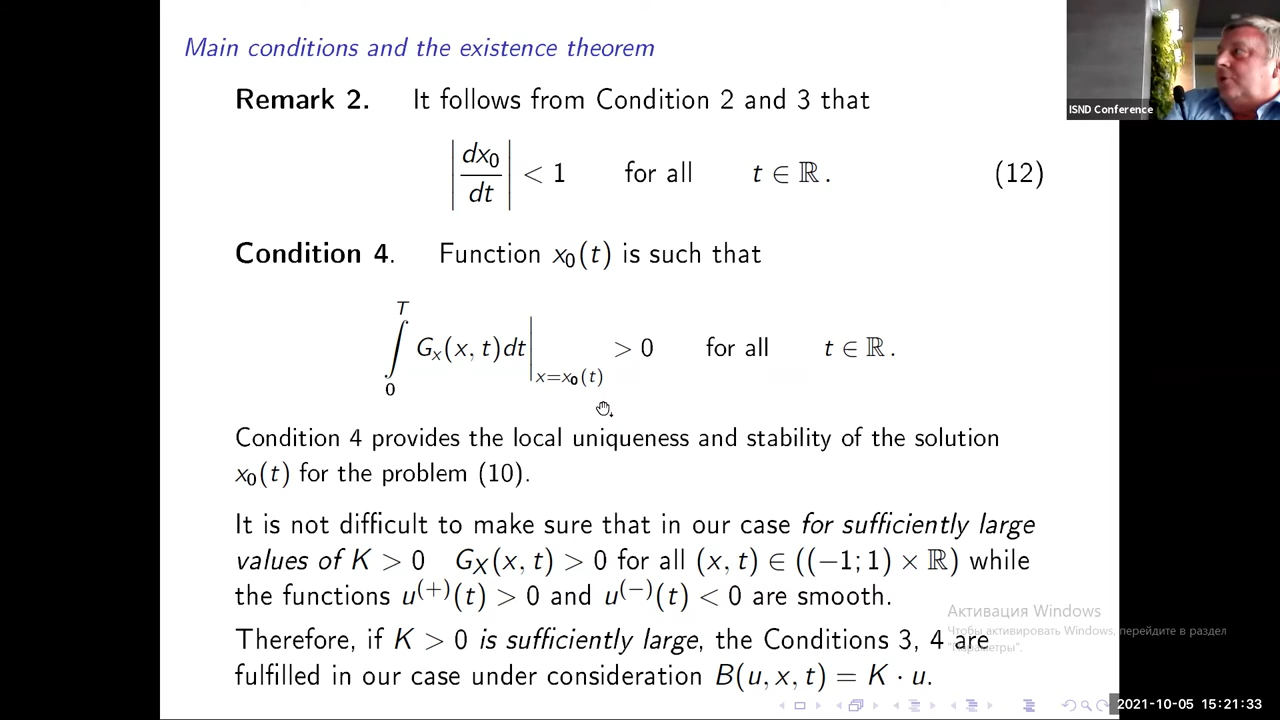 Main conditions and the existence theorem
ISND Conference
Remark 2. It follows from Condition 2 and 3 that
|dx₀/dt| < 1 for all t ∈ ℝ. (12)
Condition 4. Function x₀(t) is such that
∫₀ᵀ Gₓ(x, t)dt|ₓ₌ₓ₀₍ₜ₎ > 0 for all t ∈ ℝ.
Condition 4 provides the local uniqueness and stability of the solution
x₀(t) for the problem (10).
It is not difficult to make sure that in our case for sufficiently large
values of K > 0 G_X(x, t) > 0 for all (x, t) ∈ ((−1; 1) × ℝ) while
the functions u⁽⁺⁾(t) > 0 and u⁽⁻⁾(t) < 0 are smooth.
Активация Windows
Чтобы активировать Windows, перейдите в раздел
"Параметры".
Therefore, if K > 0 is sufficiently large, the Conditions 3, 4 are
fulfilled in our case under consideration B(u, x, t) = K · u.
2021-10-05 15:21:33